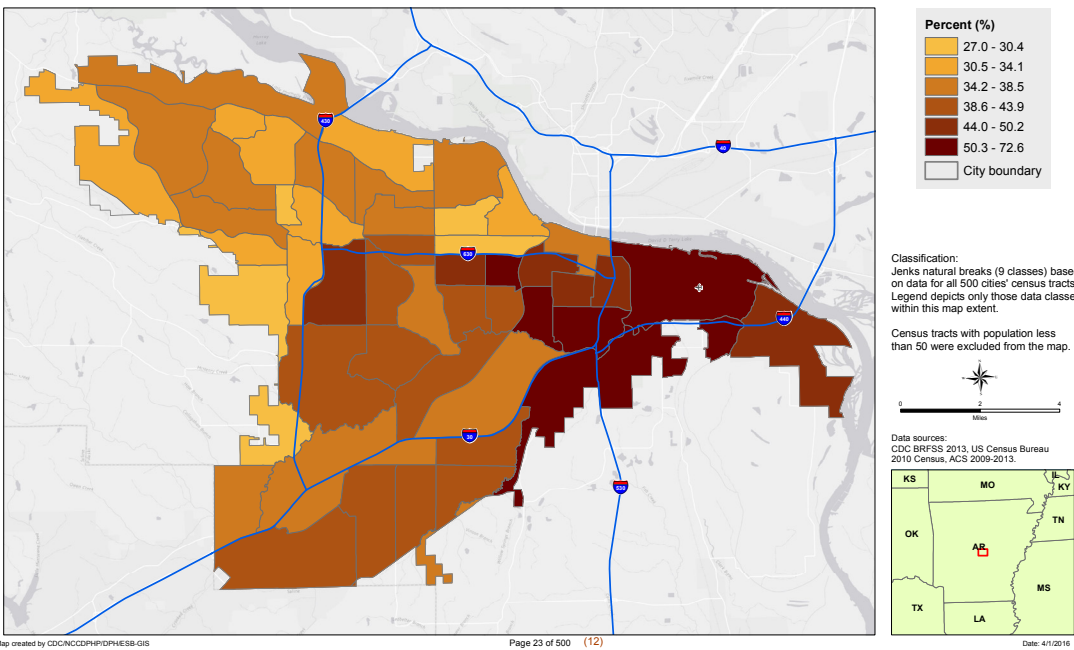 Percent (%)
27.0 - 30.4
30.5 - 34.1
34.2 - 38.5
38.6 - 43.9
44.0 - 50.2
50.3 - 72.6
City boundary
430
40
630
440
30
530
Classification:
Jenks natural breaks (9 classes) base
on data for all 500 cities' census tracts
Legend depicts only those data classe
within this map extent.
Census tracts with population less
than 50 were excluded from the map.
0 2 4
Miles
Data sources:
CDC BRFSS 2013, US Census Bureau
2010 Census, ACS 2009-2013.
KS
MO
IL
KY
TN
OK
AR
MS
TX
LA
ap created by CDC/NCCDPHP/DPH/ESB-GIS
Page 23 of 500 (12)
Date: 4/1/2016